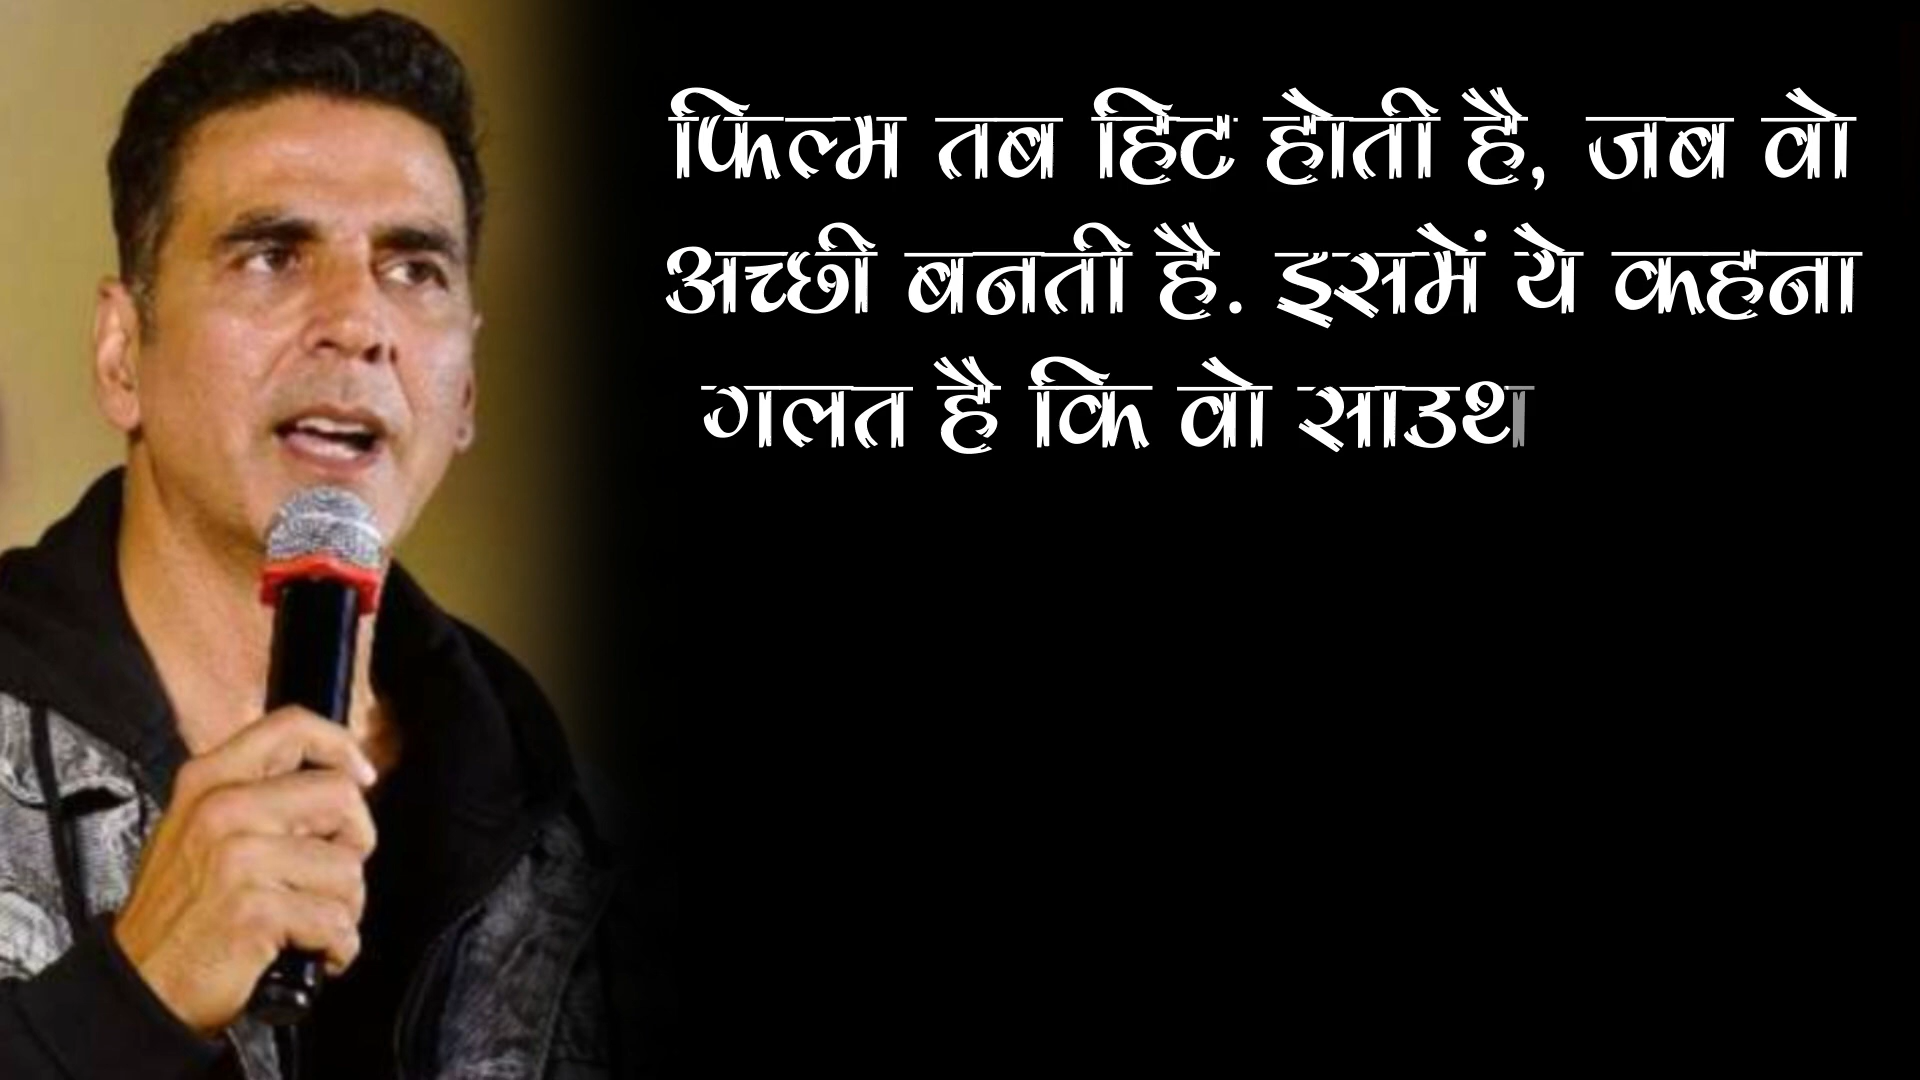 फिल्म तब हिट होती है, जब वो
अच्छी बनती है. इसमें ये कहना
गलत है कि वो साउथ